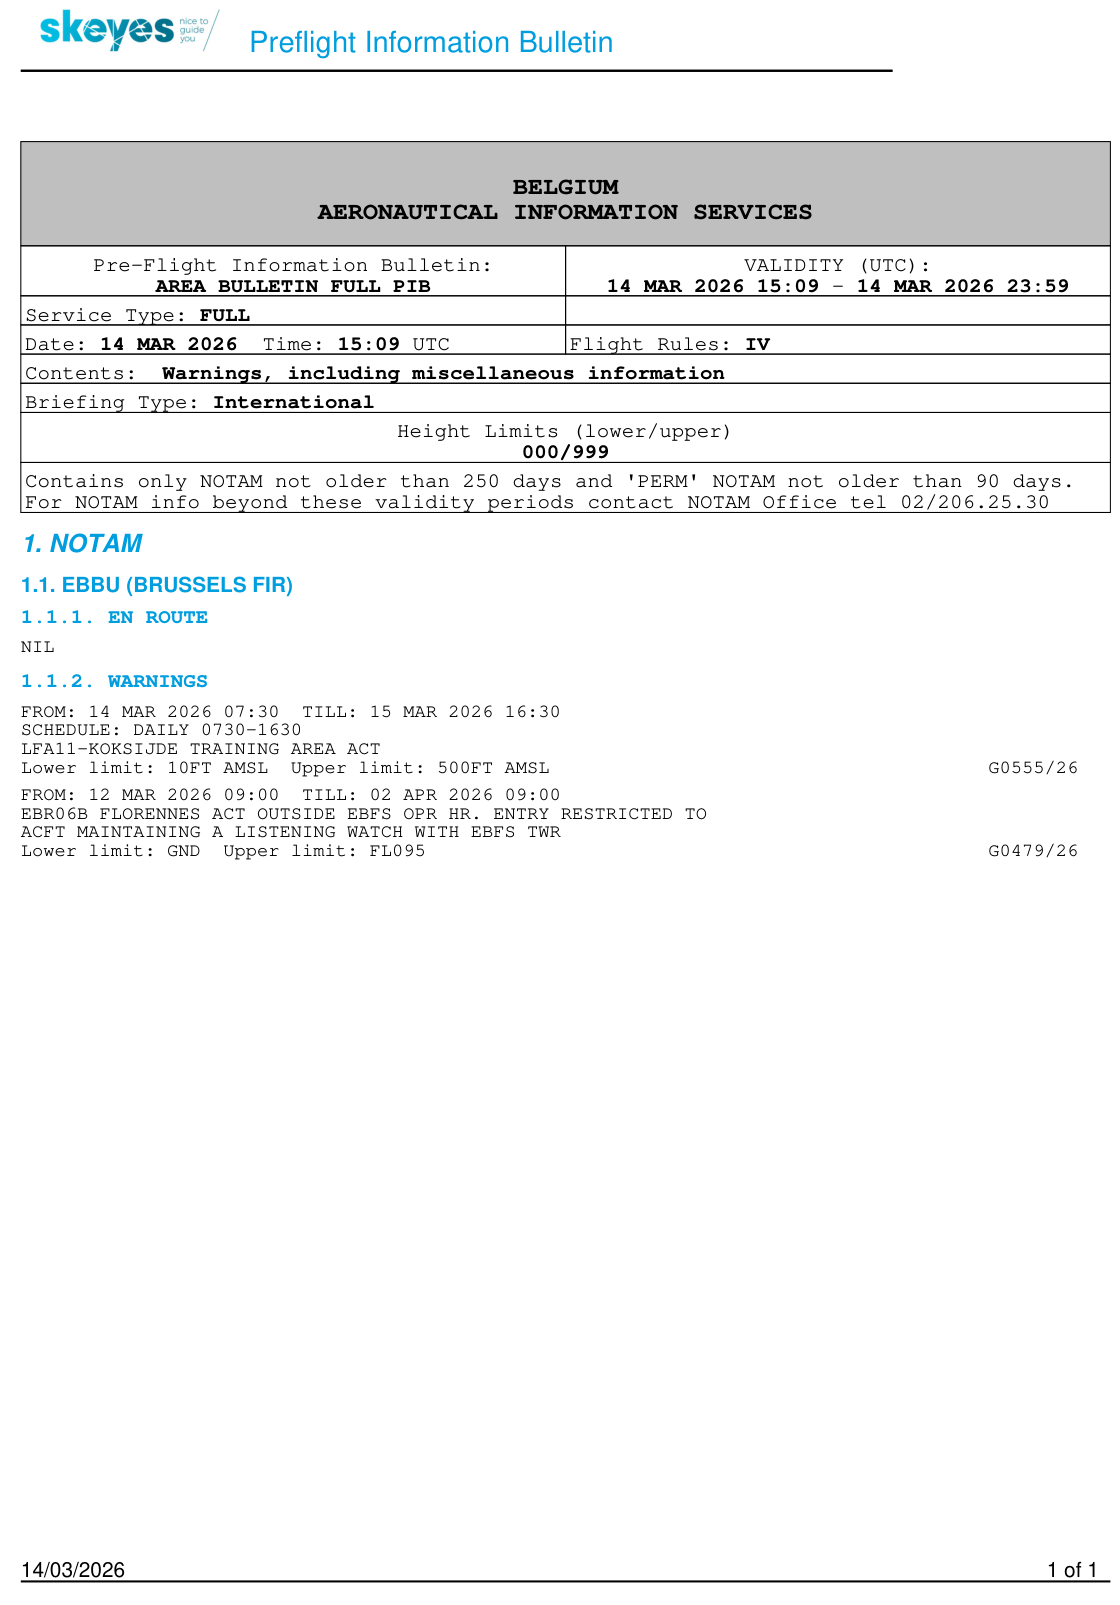 skeyes nice to
guide
you
Preflight Information Bulletin
BELGIUM
AERONAUTICAL INFORMATION SERVICES
Pre-Flight Information Bulletin:
AREA BULLETIN FULL PIB
VALIDITY (UTC):
14 MAR 2026 15:09 - 14 MAR 2026 23:59
Service Type: FULL
Date: 14 MAR 2026 Time: 15:09 UTC
Flight Rules: IV
Contents: Warnings, including miscellaneous information
Briefing Type: International
Height Limits (lower/upper)
000/999
Contains only NOTAM not older than 250 days and 'PERM' NOTAM not older than 90 days.
For NOTAM info beyond these validity periods contact NOTAM Office tel 02/206.25.30
1. NOTAM
1.1. EBBU (BRUSSELS FIR)
1.1.1. EN ROUTE
NIL
1.1.2. WARNINGS
FROM: 14 MAR 2026 07:30 TILL: 15 MAR 2026 16:30
SCHEDULE: DAILY 0730-1630
LFA11-KOKSIJDE TRAINING AREA ACT
Lower limit: 10FT AMSL Upper limit: 500FT AMSL G0555/26
FROM: 12 MAR 2026 09:00 TILL: 02 APR 2026 09:00
EBR06B FLORENNES ACT OUTSIDE EBFS OPR HR. ENTRY RESTRICTED TO
ACFT MAINTAINING A LISTENING WATCH WITH EBFS TWR
Lower limit: GND Upper limit: FL095 G0479/26
14/03/2026 1 of 1